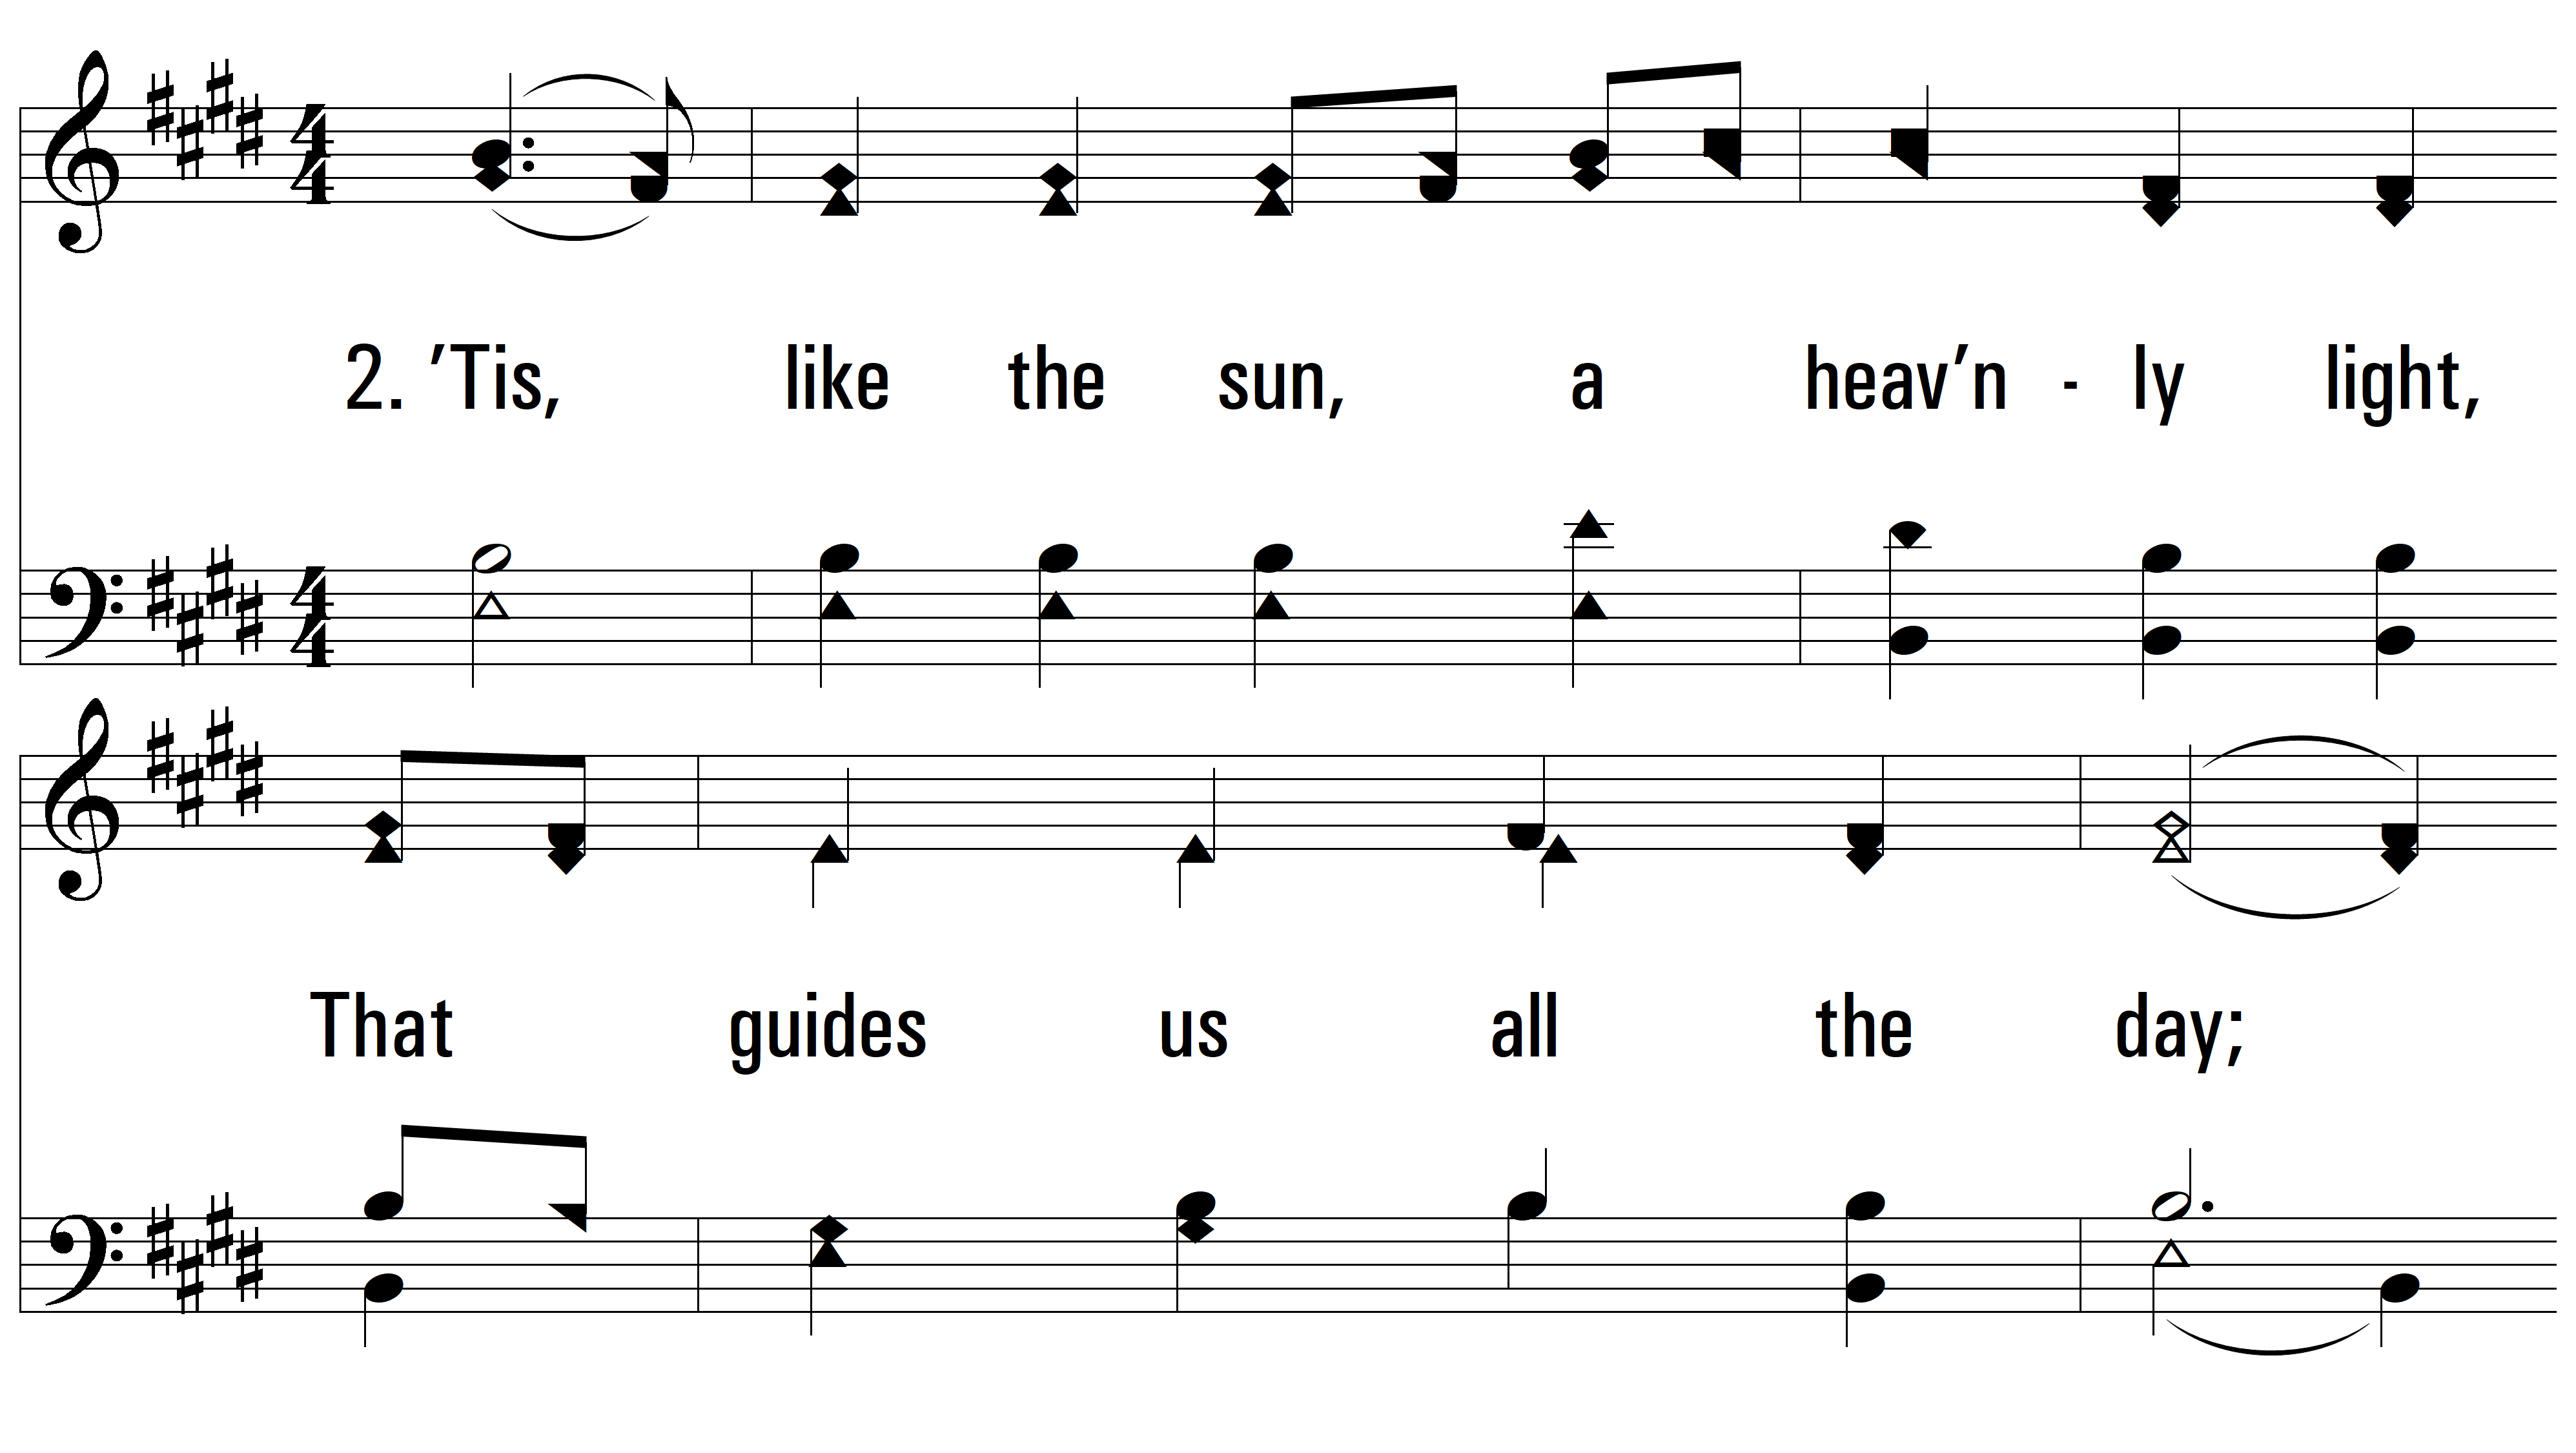 2. ’Tis, like the sun, a heav’n - ly light,
That guides us all the day;